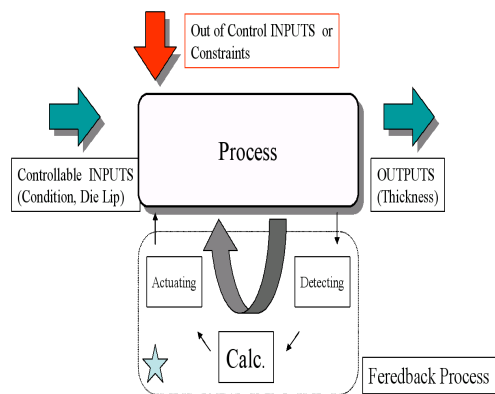 Out of Control INPUTS or
Constraints
Process
Controllable INPUTS
(Condition, Die Lip)
OUTPUTS
(Thickness)
Actuating
Detecting
Calc.
Feredback Process